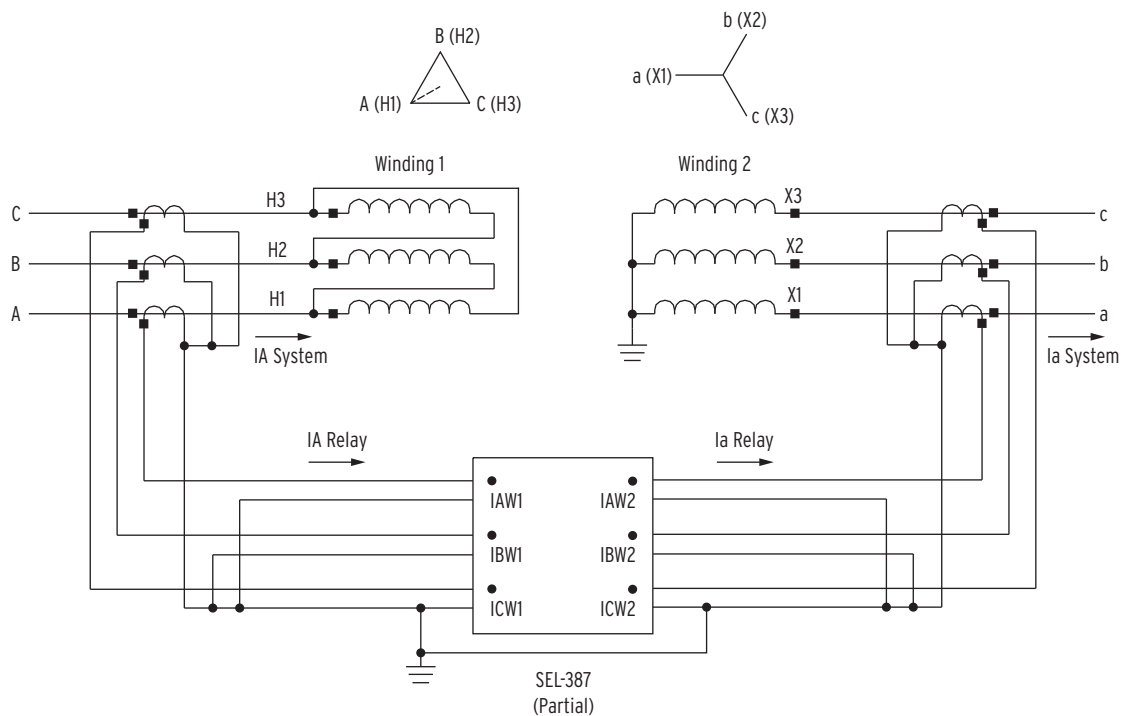 B (H2)
A (H1)
C (H3)
b (X2)
a (X1)
c (X3)
Winding 1
Winding 2
C
H3
X3
c
B
H2
X2
b
A
H1
X1
a
IA System
Ia System
IA Relay
Ia Relay
IAW1
IAW2
IBW1
IBW2
ICW1
ICW2
SEL-387
(Partial)